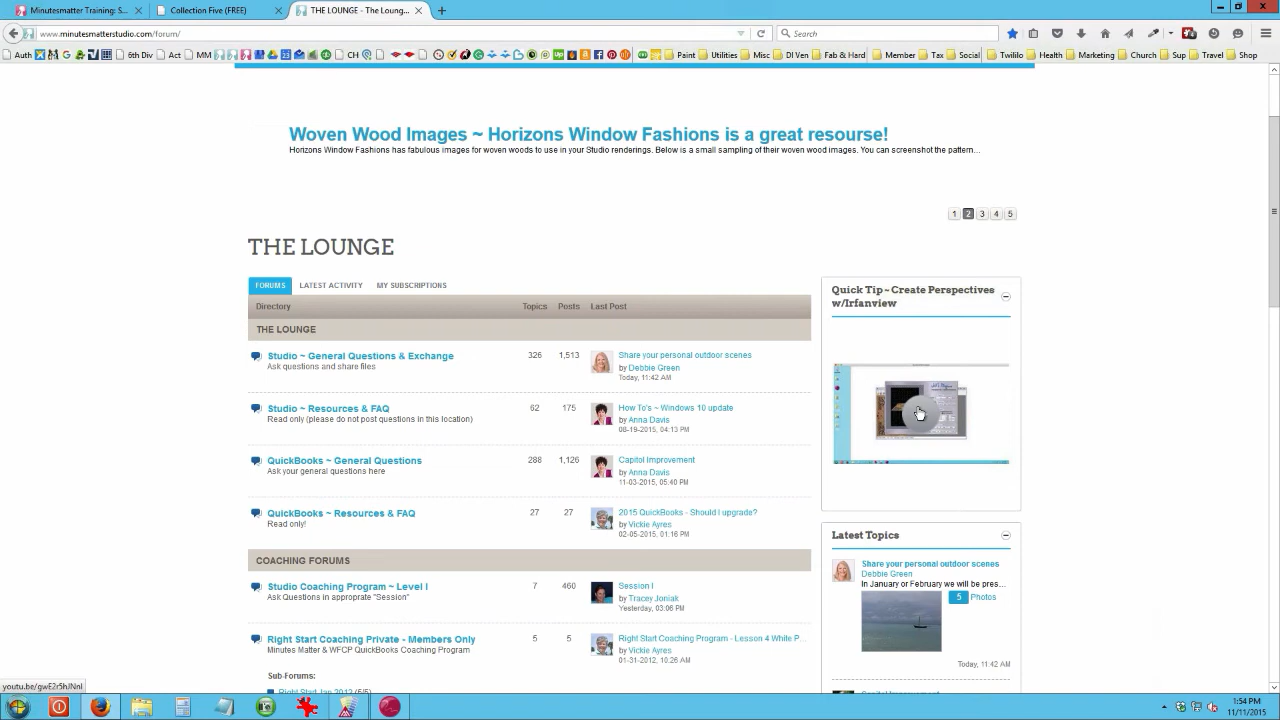 Minutesmatter Training: S...
Collection Five (FREE)
THE LOUNGE - The Loung...
www.minutesmatterstudio.com/forum/
Search
Auth 6th Div Act MM CH Paint Utilities Misc DI Ven Fab & Hard Member Tax Social Twililo Health Marketing Church Sup Travel Shop
Woven Wood Images ~ Horizons Window Fashions is a great resourse!
Horizons Window Fashions has fabulous images for woven woods to use in your Studio renderings. Below is a small sampling of their woven wood images. You can screenshot the pattern...
1 2 3 4 5
THE LOUNGE
FORUMS LATEST ACTIVITY MY SUBSCRIPTIONS
Directory Topics Posts Last Post
THE LOUNGE
Studio ~ General Questions & Exchange
Ask questions and share files
326 1,513
Share your personal outdoor scenes
by Debbie Green
Today, 11:42 AM
Studio ~ Resources & FAQ
Read only (please do not post questions in this location)
62 175
How To's ~ Windows 10 update
by Anna Davis
08-19-2015, 04:13 PM
QuickBooks ~ General Questions
Ask your general questions here
288 1,126
Capitol Improvement
by Anna Davis
11-03-2015, 05:40 PM
QuickBooks ~ Resources & FAQ
Read only!
27 27
2015 QuickBooks - Should I upgrade?
by Vickie Ayres
02-05-2015, 01:16 PM
COACHING FORUMS
Studio Coaching Program ~ Level I
Ask Questions in approprate "Session"
7 460
Session I
by Tracey Joniak
Yesterday, 03:06 PM
Right Start Coaching Private - Members Only
Minutes Matter & WFCP QuickBooks Coaching Program
5 5
Right Start Coaching Program - Lesson 4 While P...
by Vickie Ayres
01-31-2012, 10:26 AM
Sub-Forums:
Right Start Jan 2012 (5/5)
Quick Tip ~ Create Perspectives
w/Irfanview
Latest Topics
Share your personal outdoor scenes
Debbie Green
In January or February we will be pres...
5 Photos
Today, 11:42 AM
Capitol Improvement
youtu.be/gwE2r5hJNnI
1:54 PM
11/11/2015